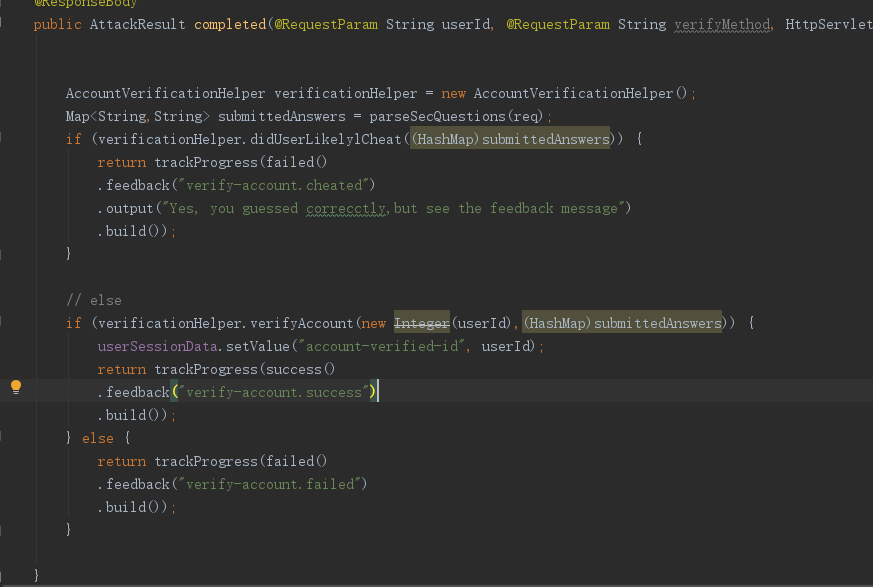 @ResponseBody
public AttackResult completed(@RequestParam String userId, @RequestParam String verifyMethod, HttpServlet
AccountVerificationHelper verificationHelper = new AccountVerificationHelper();
Map<String,String> submittedAnswers = parseSecQuestions(req);
if (verificationHelper.didUserLikelylCheat((HashMap)submittedAnswers)) {
return trackProgress(failed()
.feedback("verify-account.cheated")
.output("Yes, you guessed correcctly,but see the feedback message")
.build());
}
// else
if (verificationHelper.verifyAccount(new Integer(userId),(HashMap)submittedAnswers)) {
userSessionData.setValue("account-verified-id", userId);
return trackProgress(success()
.feedback("verify-account.success")
.build());
} else {
return trackProgress(failed()
.feedback("verify-account.failed")
.build());
}
}